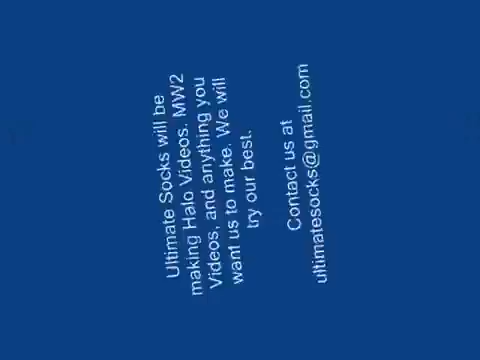 Ultimate Socks will be
making Halo Videos. MW2
Videos, and anything you
want us to make. We will
try our best.
Contact us at
ultimatesocks@gmail.com